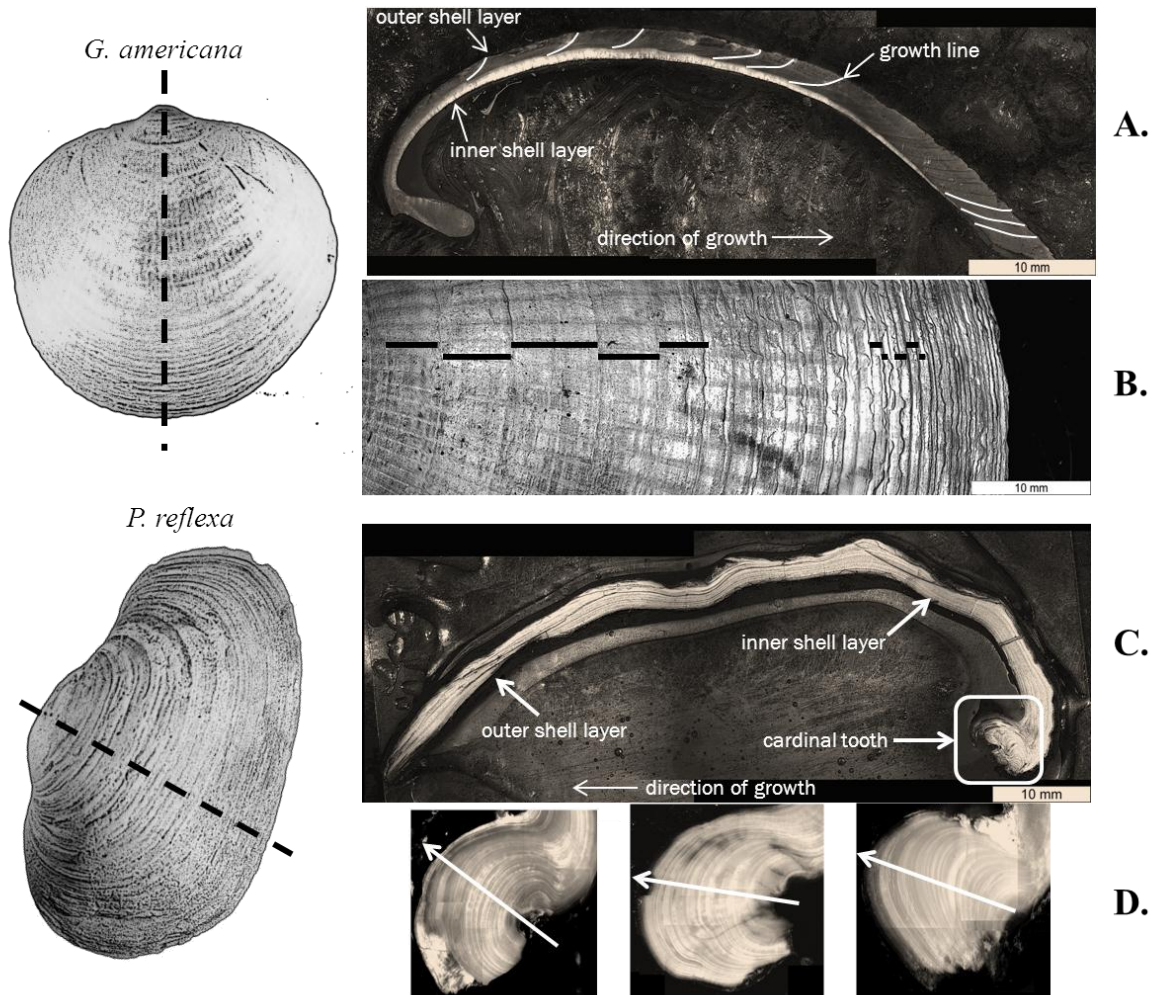 G. americana
outer shell layer
growth line
inner shell layer
direction of growth
10 mm
A.
10 mm
B.
P. reflexa
inner shell layer
outer shell layer
cardinal tooth
direction of growth
10 mm
C.
D.